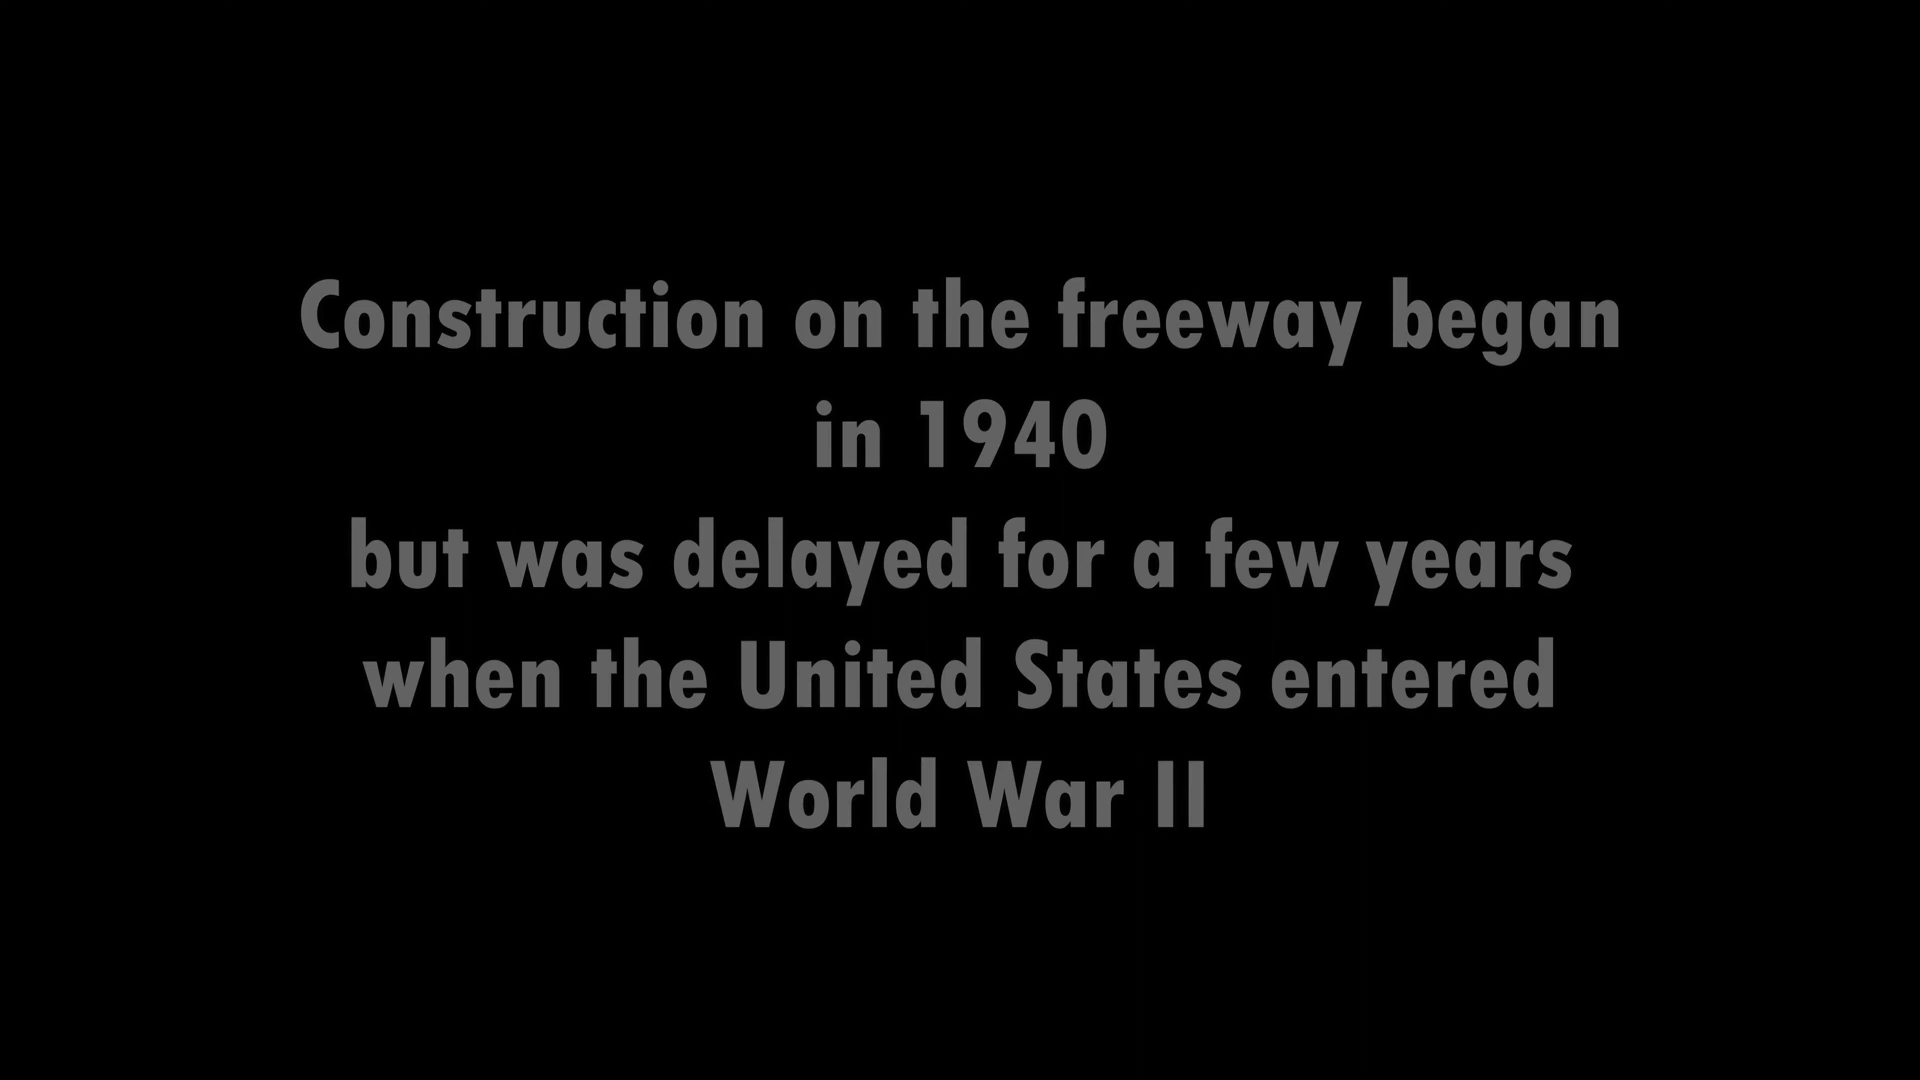 Construction on the freeway began
in 1940
but was delayed for a few years
when the United States entered
World War II